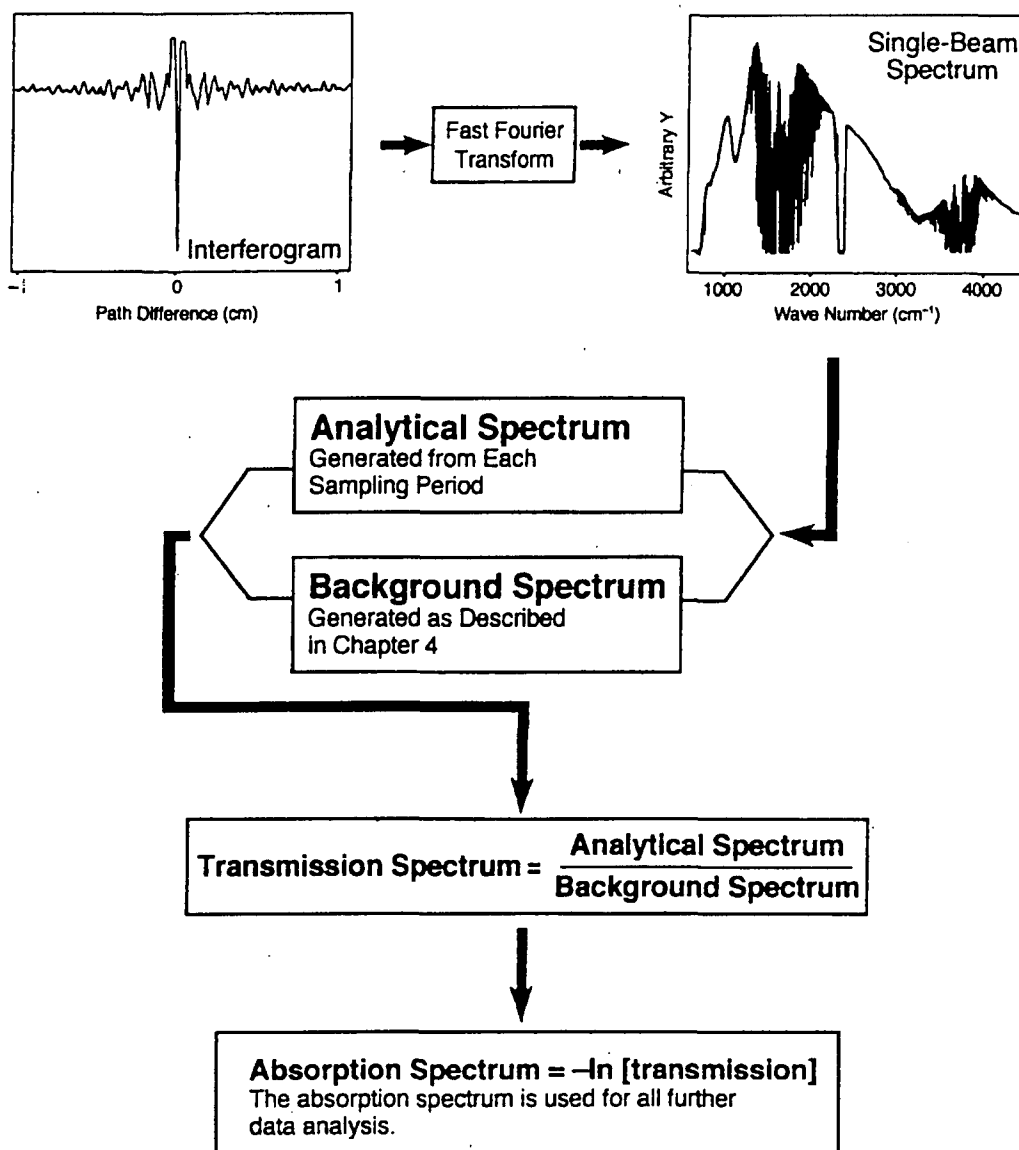 Interferogram
-1
0
1
Path Difference (cm)
Fast Fourier
Transform
Single-Beam
Spectrum
Arbitrary Y
1000
2000
3000
4000
Wave Number (cm⁻¹)
Analytical Spectrum
Generated from Each
Sampling Period
Background Spectrum
Generated as Described
in Chapter 4
Transmission Spectrum = Analytical Spectrum
Background Spectrum
Absorption Spectrum = –ln [transmission]
The absorption spectrum is used for all further
data analysis.